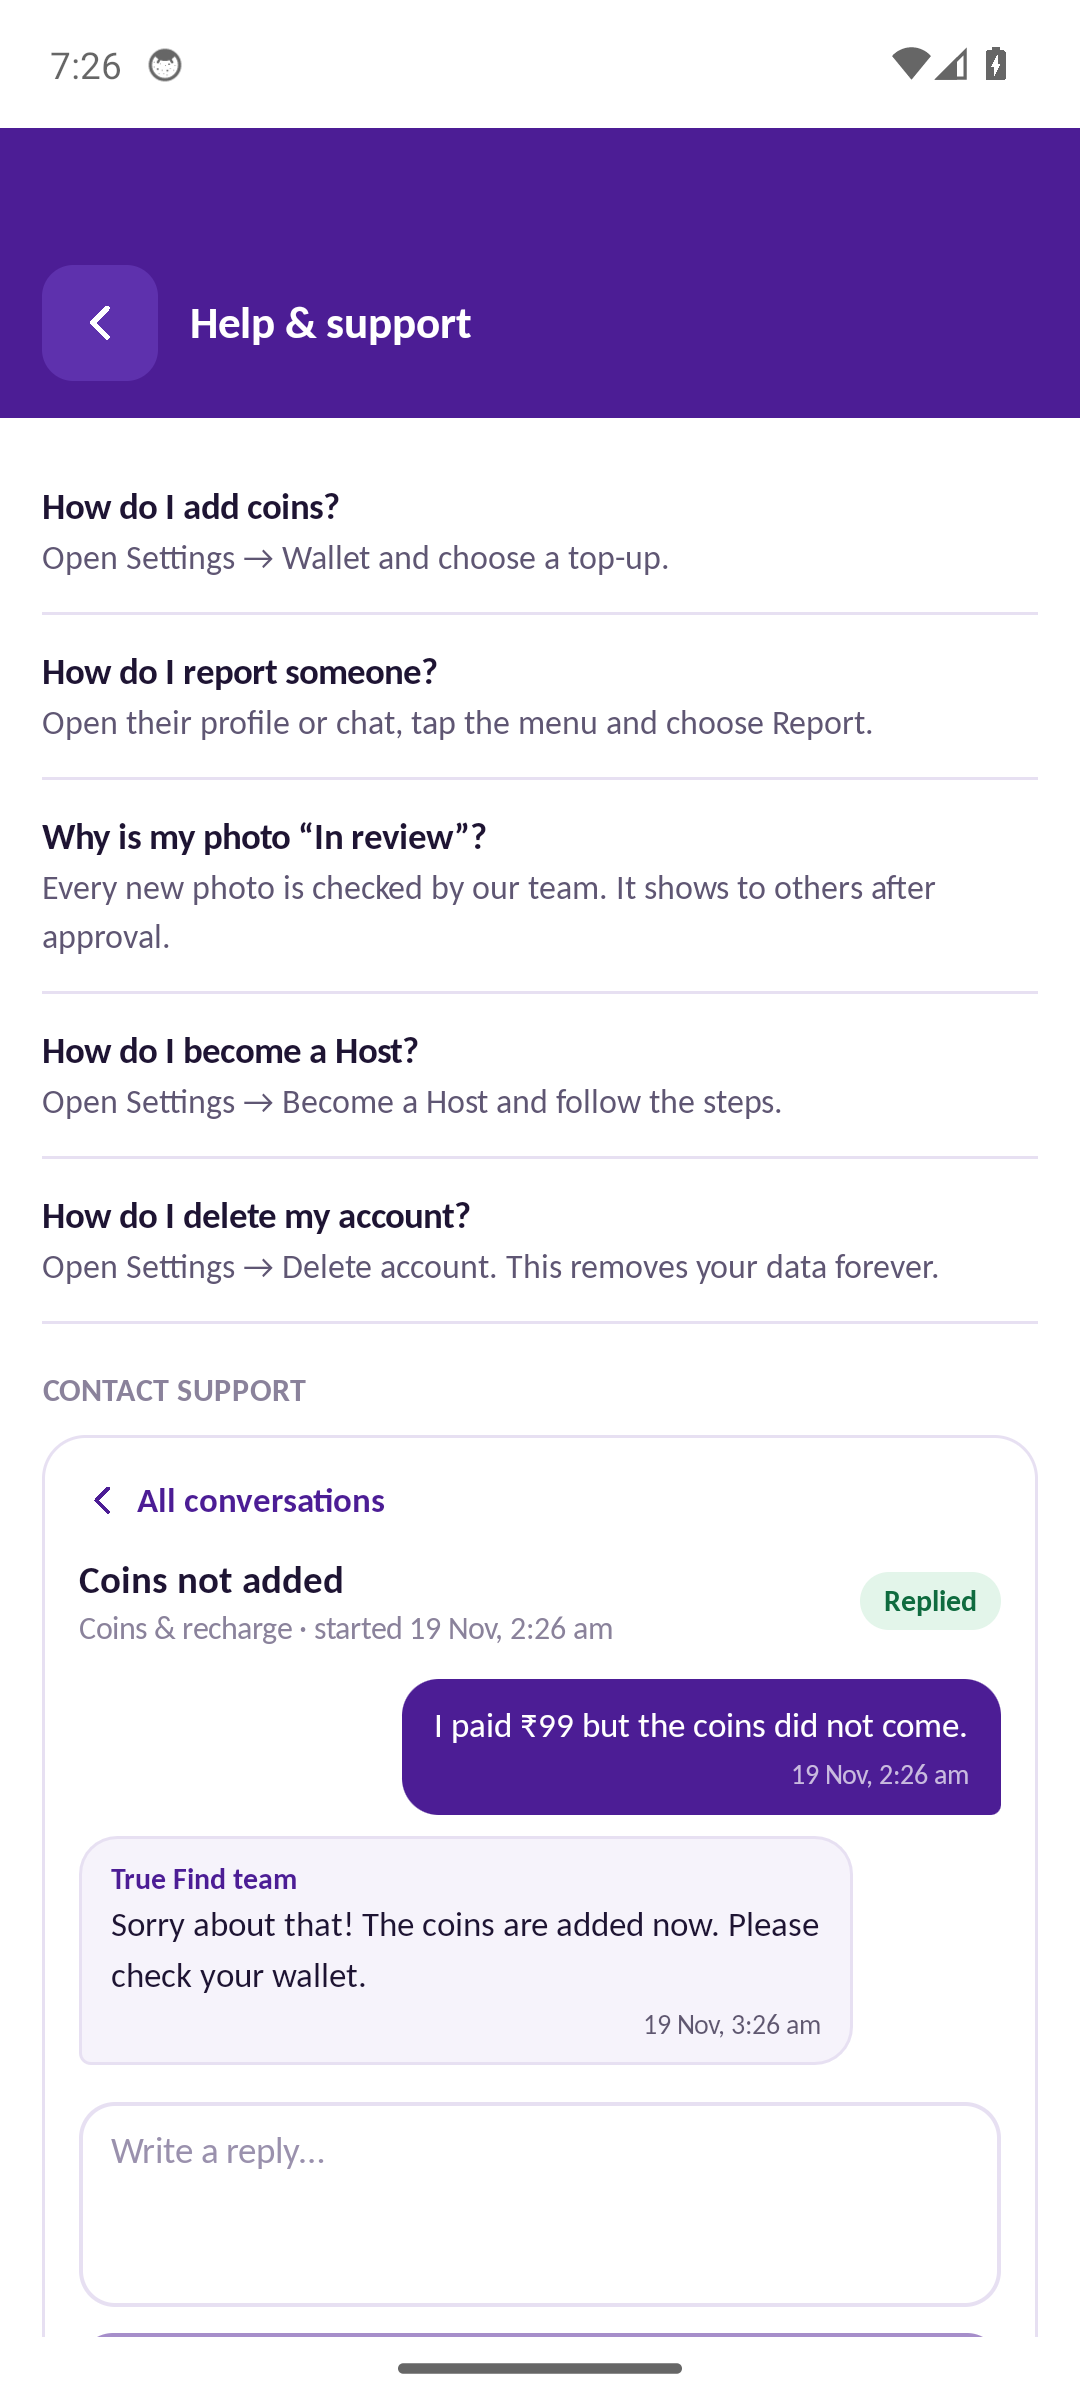 7:26
Help & support
How do I add coins?
Open Settings → Wallet and choose a top-up.
How do I report someone?
Open their profile or chat, tap the menu and choose Report.
Why is my photo “In review”?
Every new photo is checked by our team. It shows to others after
approval.
How do I become a Host?
Open Settings → Become a Host and follow the steps.
How do I delete my account?
Open Settings → Delete account. This removes your data forever.
CONTACT SUPPORT
All conversations
Coins not added
Replied
Coins & recharge · started 19 Nov, 2:26 am
I paid ₹99 but the coins did not come.
19 Nov, 2:26 am
True Find team
Sorry about that! The coins are added now. Please
check your wallet.
19 Nov, 3:26 am
Write a reply...